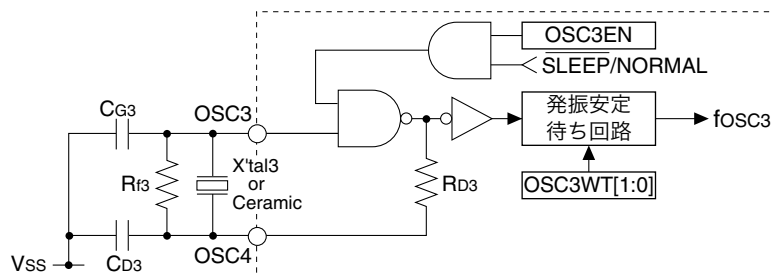 OSC3EN
SLEEP/NORMAL
CG3
OSC3
発振安定
待ち回路
fOSC3
Rf3
X'tal3
or
Ceramic
RD3
OSC3WT[1:0]
OSC4
VSS
CD3